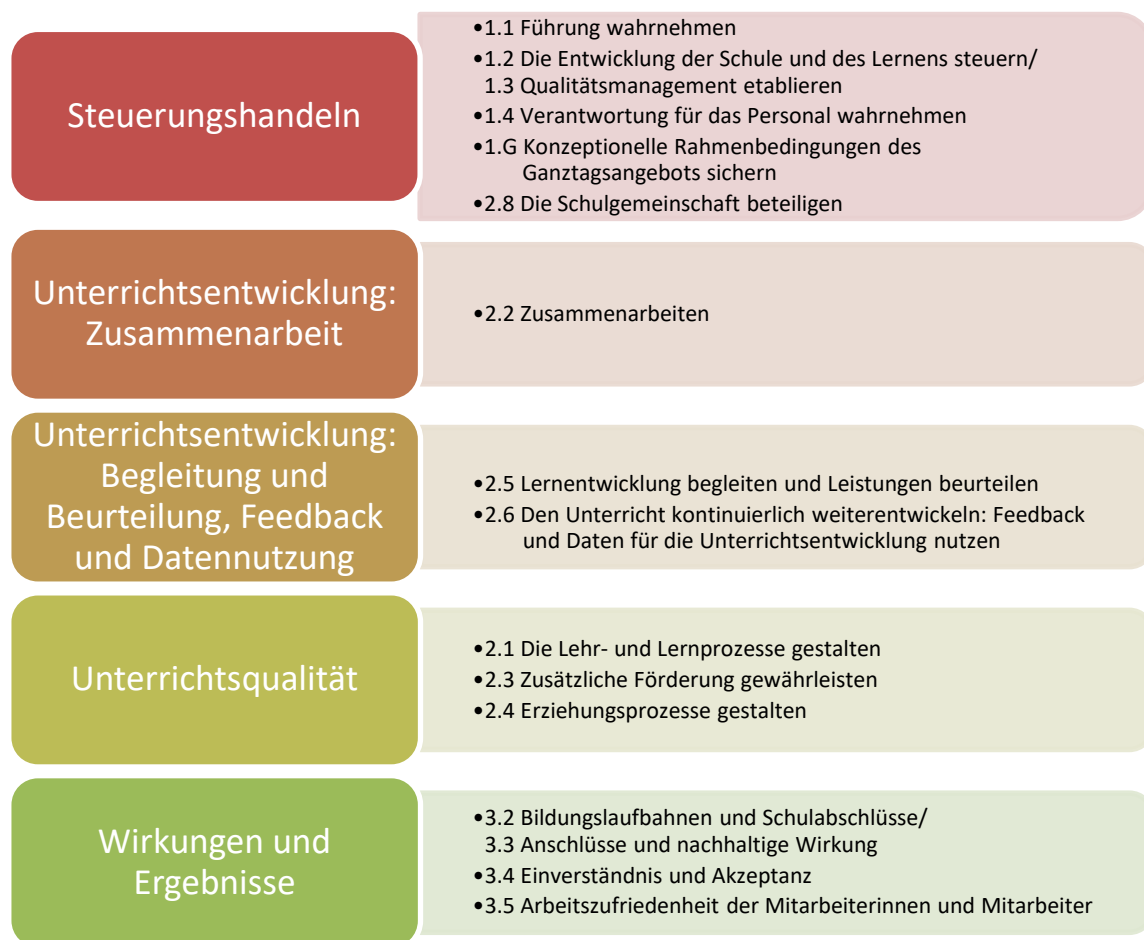 Steuerungshandeln
•1.1 Führung wahrnehmen
•1.2 Die Entwicklung der Schule und des Lernens steuern/
1.3 Qualitätsmanagement etablieren
•1.4 Verantwortung für das Personal wahrnehmen
•1.G Konzeptionelle Rahmenbedingungen des
Ganztagsangebots sichern
•2.8 Die Schulgemeinschaft beteiligen
Unterrichtsentwicklung:
Zusammenarbeit
•2.2 Zusammenarbeiten
Unterrichtsentwicklung:
Begleitung und
Beurteilung, Feedback
und Datennutzung
•2.5 Lernentwicklung begleiten und Leistungen beurteilen
•2.6 Den Unterricht kontinuierlich weiterentwickeln: Feedback
und Daten für die Unterrichtsentwicklung nutzen
Unterrichtsqualität
•2.1 Die Lehr- und Lernprozesse gestalten
•2.3 Zusätzliche Förderung gewährleisten
•2.4 Erziehungsprozesse gestalten
Wirkungen und
Ergebnisse
•3.2 Bildungslaufbahnen und Schulabschlüsse/
3.3 Anschlüsse und nachhaltige Wirkung
•3.4 Einverständnis und Akzeptanz
•3.5 Arbeitszufriedenheit der Mitarbeiterinnen und Mitarbeiter